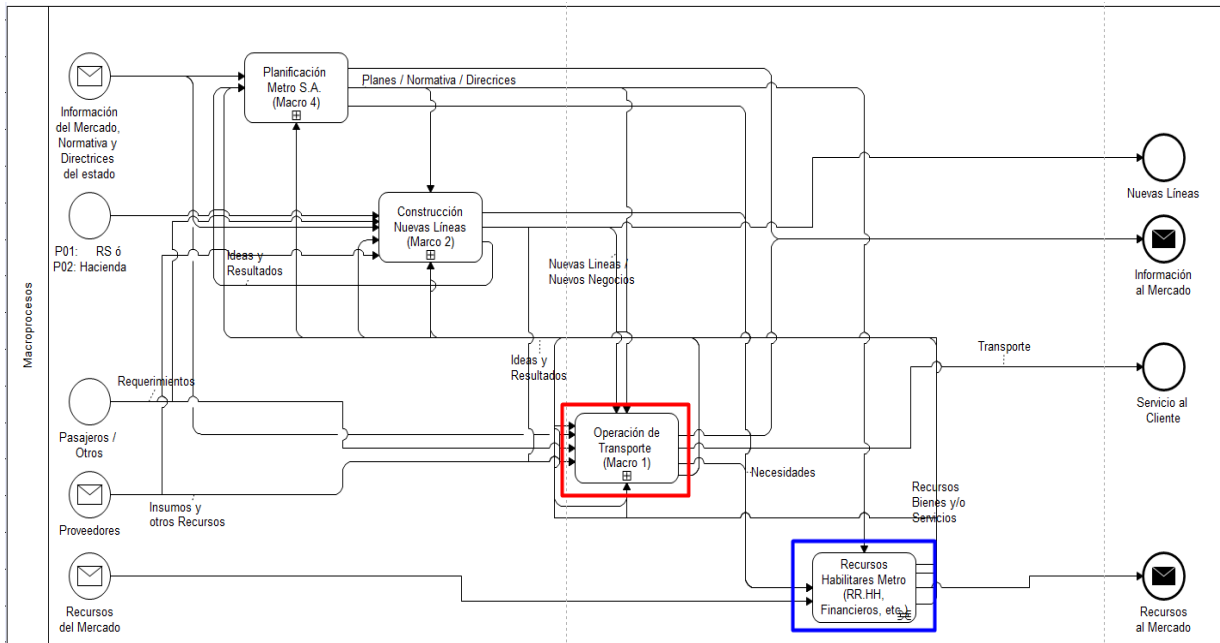 Macroprocesos
Planificación
Metro S.A.
(Macro 4)
Planes / Normativa / Direcrices
Información
del Mercado,
Normativa y
Directrices
del estado
Nuevas Líneas
Construcción
Nuevas Líneas
(Marco 2)
P01: RS ó
P02: Hacienda
Ideas y
Resultados
Nuevas Lineas /
Nuevos Negocios
Información
al Mercado
Ideas y
Resultados
Transporte
Requerimientos
Servicio al
Cliente
Pasajeros /
Otros
Operación de
Transporte
(Macro 1)
Necesidades
Insumos y
otros Recursos
Proveedores
Recursos
Bienes y/o
Servicios
Recursos
Habilitares Metro
(RR.HH,
Financieros, etc.)
Recursos
del Mercado
Recursos
al Mercado